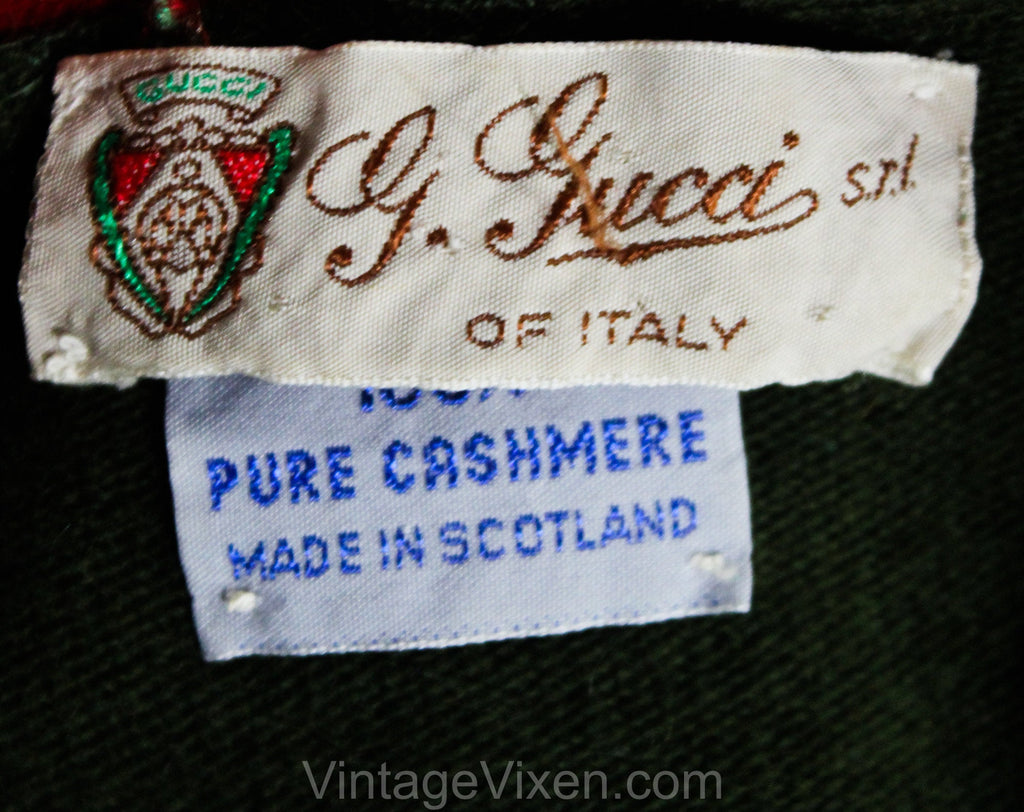 GUCCI
G. Gucci s.r.l.
OF ITALY
PURE CASHMERE
MADE IN SCOTLAND
VintageVixen.com